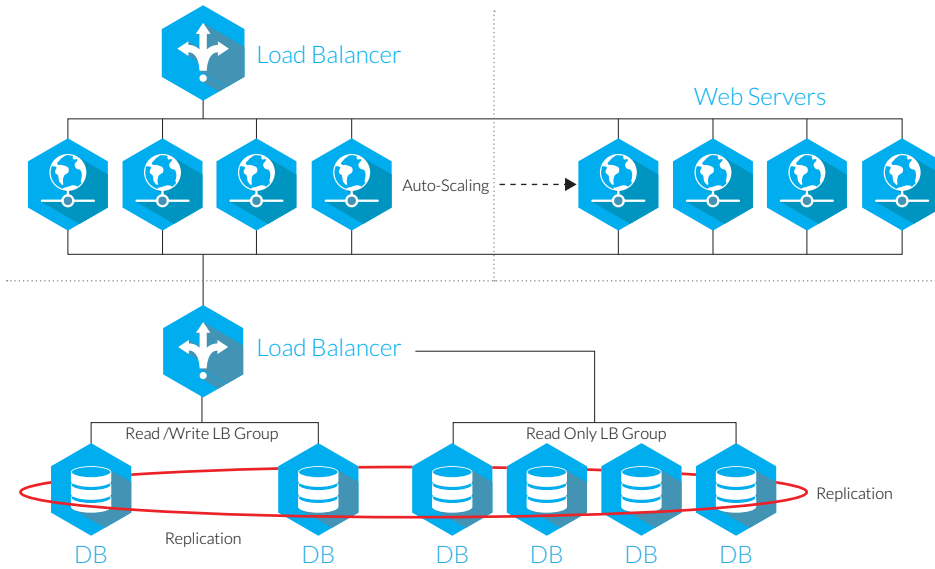 Load Balancer
Web Servers
Auto-Scaling
Load Balancer
Read /Write LB Group
Read Only LB Group
Replication
Replication
DB
DB
DB
DB
DB
DB